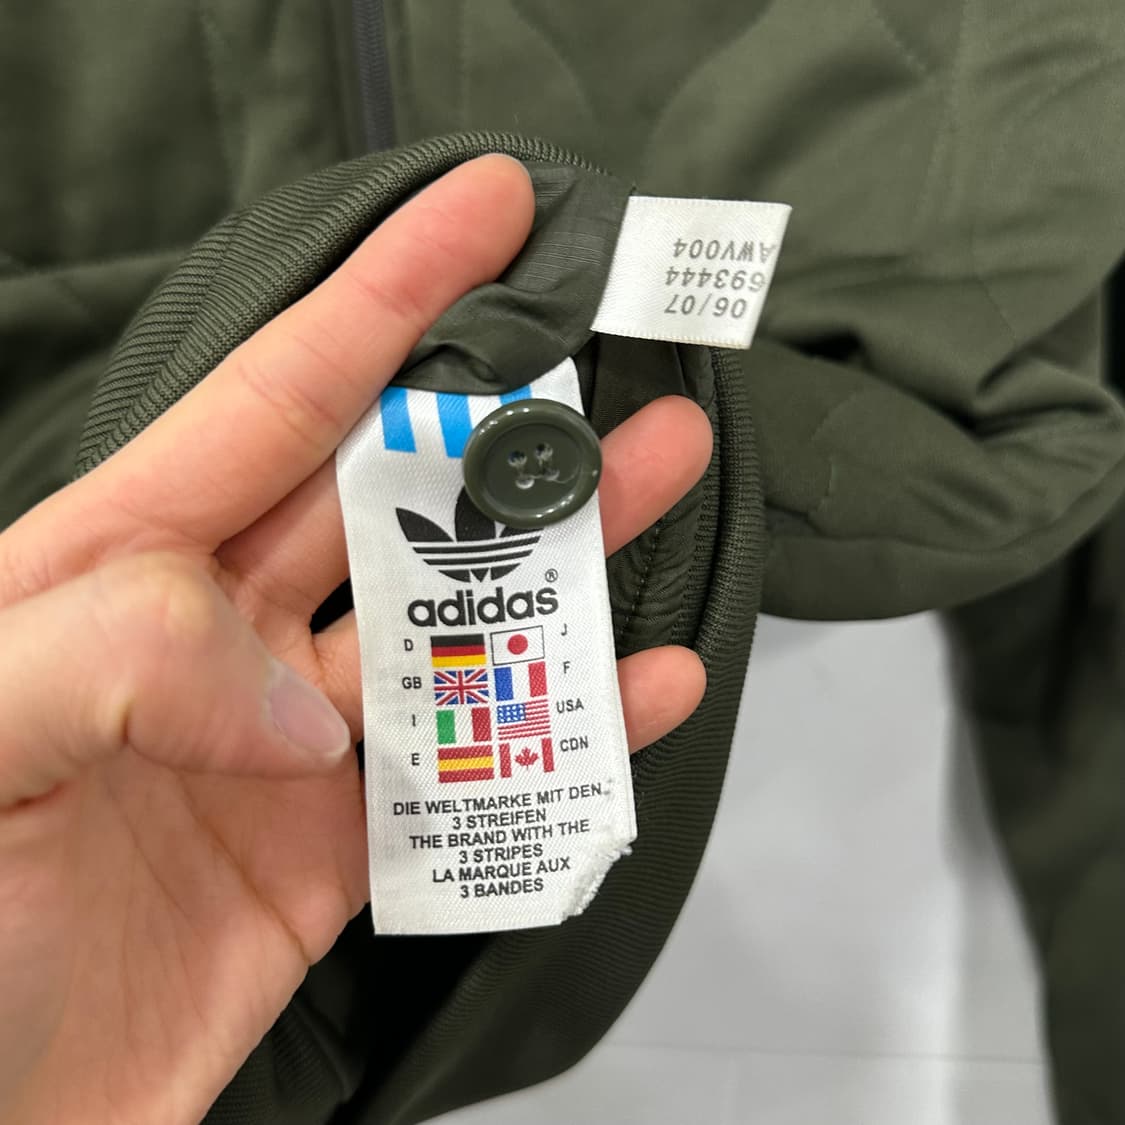 AWV004
693444
06/07
adidas®
D J
GB F
I USA
E CDN
DIE WELTMARKE MIT DEN
3 STREIFEN
THE BRAND WITH THE
3 STRIPES
LA MARQUE AUX
3 BANDES